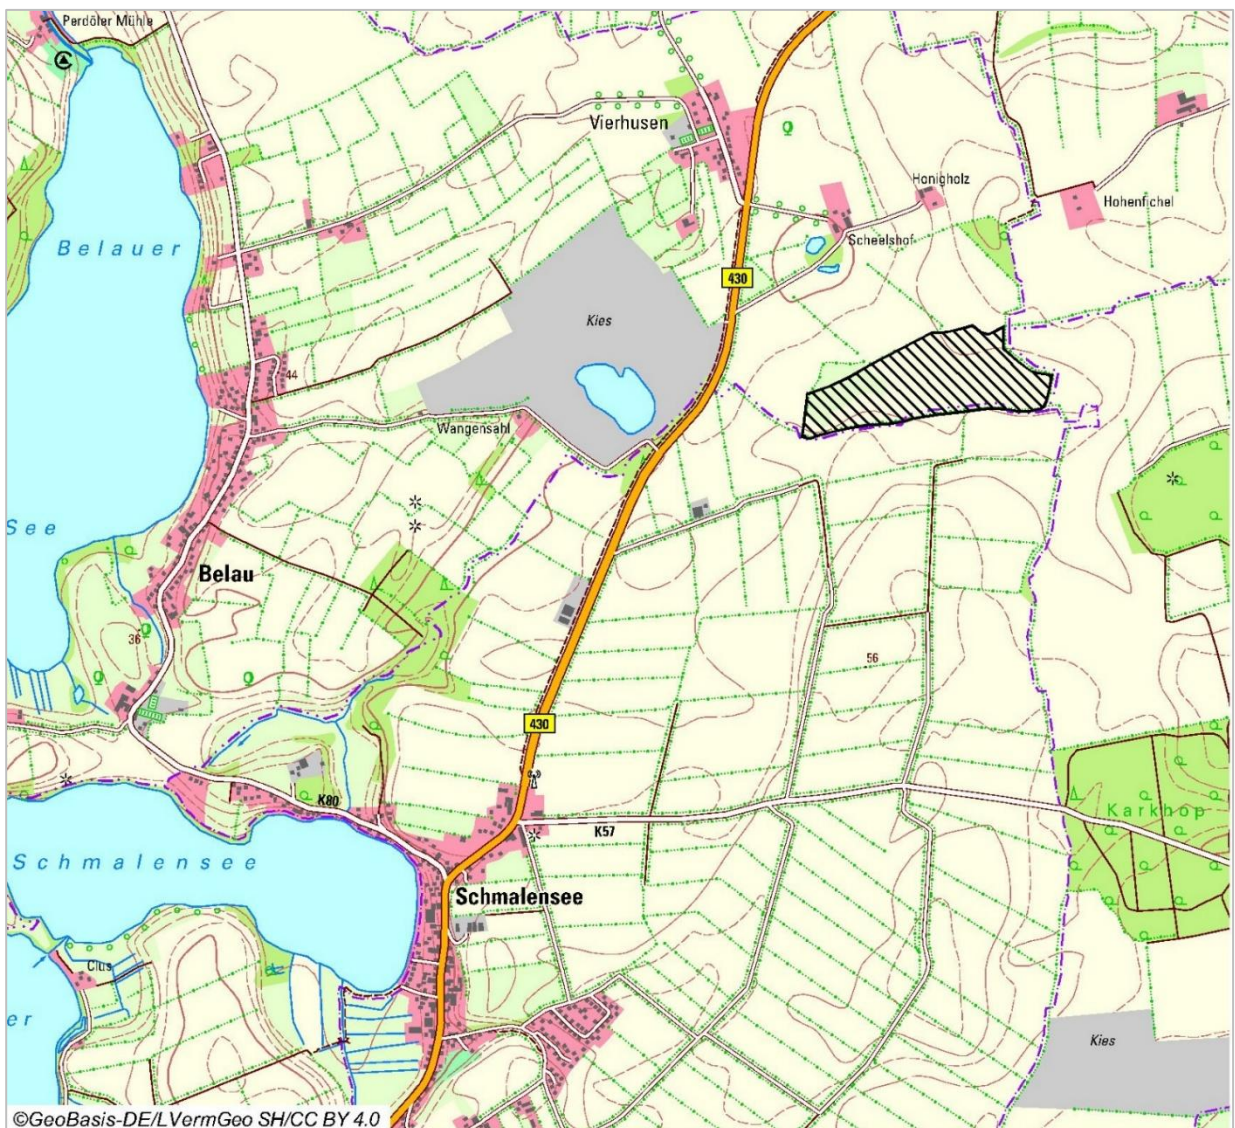 Perdöler Mühle
Vierhusen
Honigholz
Hohenfichel
Scheelshof
Belauer
430
Kies
44
Wangensahl
See
Belau
36
56
430
K80
K57
Karkhop
Schmalensee
Schmalensee
Clus
er
Kies
©GeoBasis-DE/LVermGeo SH/CC BY 4.0